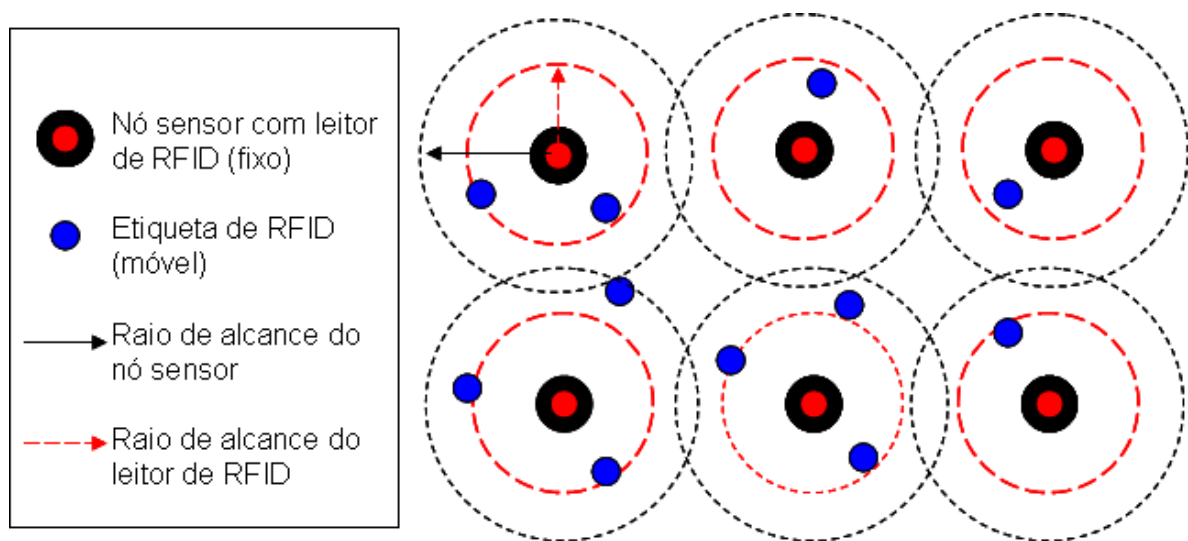 Nó sensor com leitor
de RFID (fixo)
Etiqueta de RFID
(móvel)
Raio de alcance do
nó sensor
Raio de alcance do
leitor de RFID